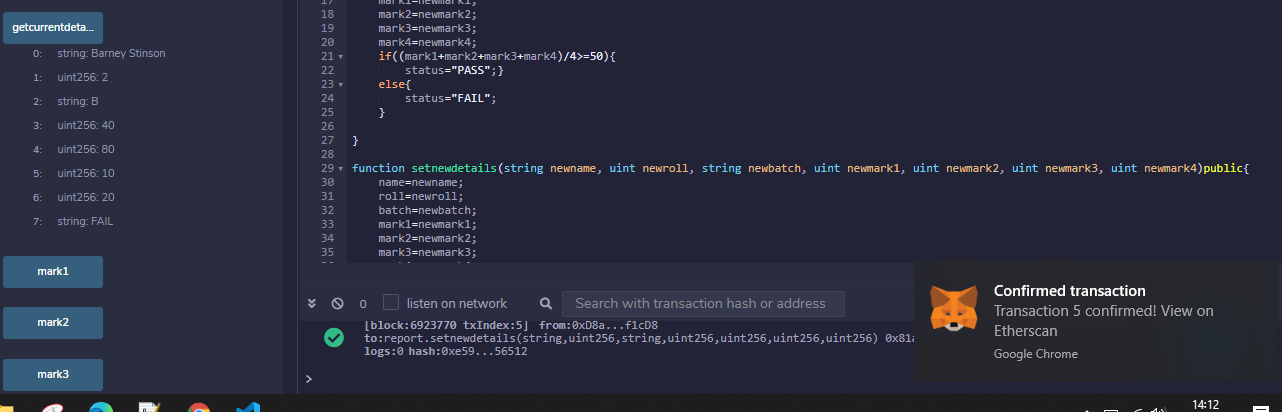 getcurrentdeta...
0: string: Barney Stinson
1: uint256: 2
2: string: B
3: uint256: 40
4: uint256: 80
5: uint256: 10
6: uint256: 20
7: string: FAIL
mark1
mark2
mark3
17 mark1=newmark1;
18 mark2=newmark2;
19 mark3=newmark3;
20 mark4=newmark4;
21 if((mark1+mark2+mark3+mark4)/4>=50){
22 status="PASS";}
23 else{
24 status="FAIL";
25 }
26
27 }
28
29 function setnewdetails(string newname, uint newroll, string newbatch, uint newmark1, uint newmark2, uint newmark3, uint newmark4)public{
30 name=newname;
31 roll=newroll;
32 batch=newbatch;
33 mark1=newmark1;
34 mark2=newmark2;
35 mark3=newmark3;
0 listen on network Search with transaction hash or address
[block:6923770 txIndex:5] from:0xD8a...f1cD8
to:report.setnewdetails(string,uint256,string,uint256,uint256,uint256,uint256) 0x81a
logs:0 hash:0xe59...56512
>
Confirmed transaction
Transaction 5 confirmed! View on
Etherscan
Google Chrome
14:12